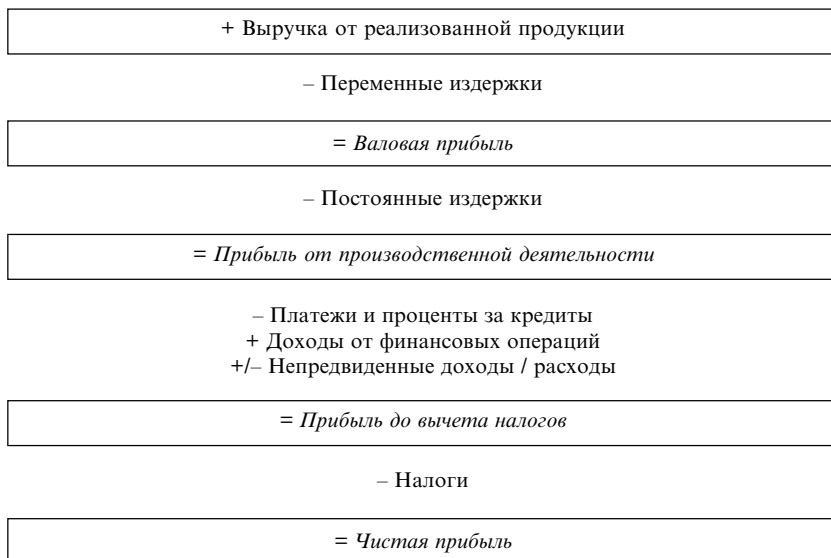 + Выручка от реализованной продукции
– Переменные издержки
= Валовая прибыль
– Постоянные издержки
= Прибыль от производственной деятельности
– Платежи и проценты за кредиты
+ Доходы от финансовых операций
+/– Непредвиденные доходы / расходы
= Прибыль до вычета налогов
– Налоги
= Чистая прибыль